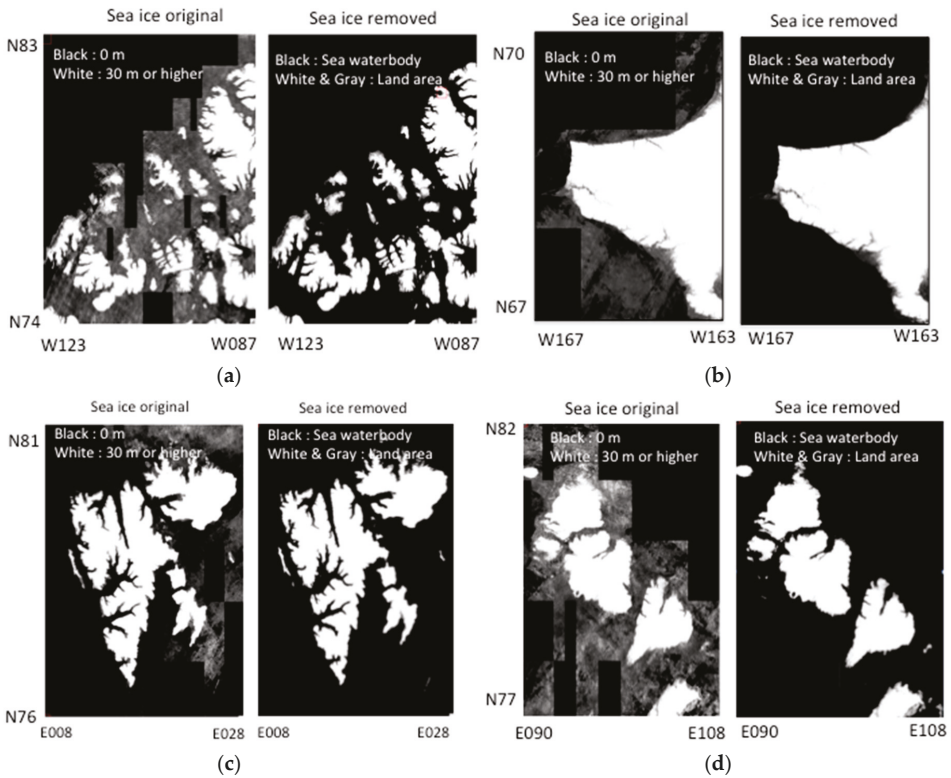 Sea ice original
Sea ice removed
N83
Black : 0 m
White : 30 m or higher
Black : Sea waterbody
White & Gray : Land area
N74
W123
W087
W123
W087
(a)
Sea ice original
Sea ice removed
N70
Black : 0 m
White : 30 m or higher
Black : Sea waterbody
White & Gray : Land area
N67
W167
W163
W167
W163
(b)
Sea ice original
Sea ice removed
N81
Black : 0 m
White : 30 m or higher
Black : Sea waterbody
White & Gray : Land area
N76
E008
E028
E008
E028
(c)
Sea ice original
Sea ice removed
N82
Black : 0 m
White : 30 m or higher
Black : Sea waterbody
White & Gray : Land area
N77
E090
E108
E090
E108
(d)